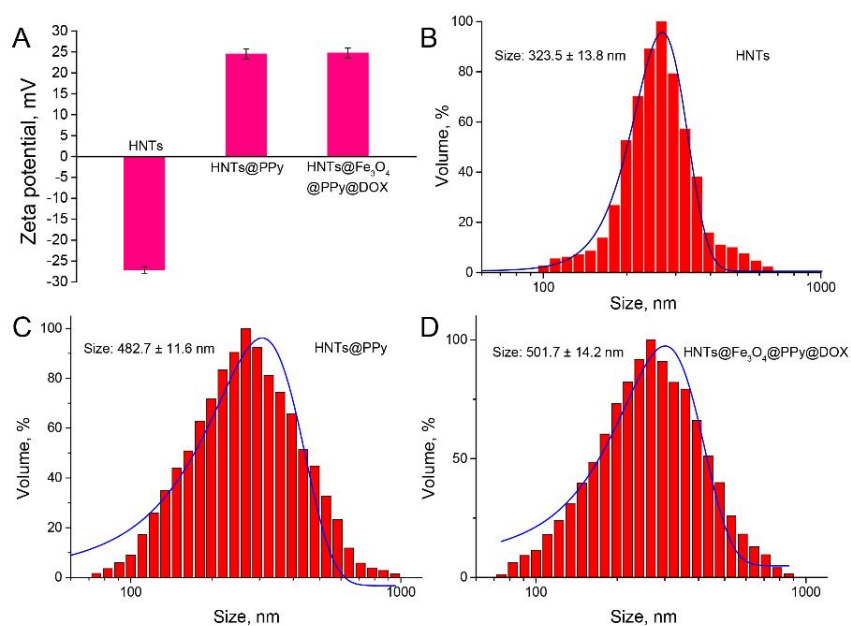 A
30
25
20
15
10
5
0
-5
-10
-15
-20
-25
-30
Zeta potential, mV
HNTs
HNTs@PPy
HNTs@Fe₃O₄
@PPy@DOX
B
100
80
60
40
20
0
Volume, %
Size: 323.5 ± 13.8 nm
HNTs
100
1000
Size, nm
C
100
80
60
40
20
0
Volume, %
Size: 482.7 ± 11.6 nm
HNTs@PPy
100
1000
Size, nm
D
100
50
0
Volume, %
Size: 501.7 ± 14.2 nm
HNTs@Fe₃O₄@PPy@DOX
100
1000
Size, nm